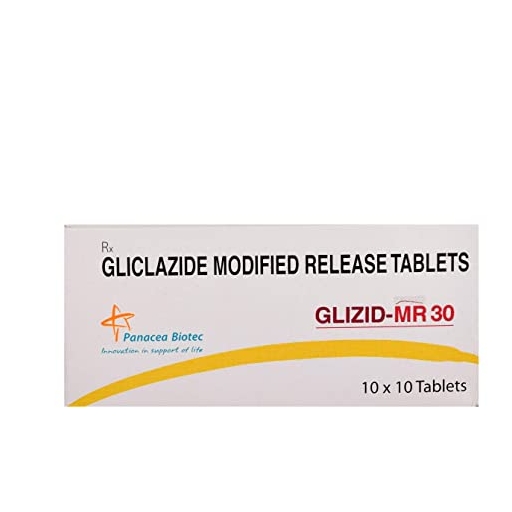 Rx
GLICLAZIDE MODIFIED RELEASE TABLETS
GLIZID-MR 30
Panacea Biotec
Innovation in support of life
10 x 10 Tablets